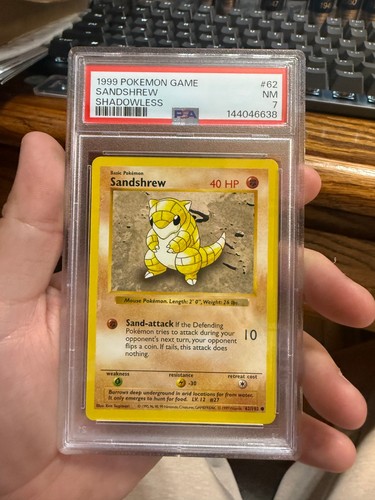 1999 POKEMON GAME #62
SANDSHREW NM
SHADOWLESS 7
PSA 144046638
Basic Pokémon
Sandshrew 40 HP
Mouse Pokémon. Length: 2' 0", Weight: 26 lbs.
Sand-attack If the Defending
Pokémon tries to attack during your
opponent's next turn, your opponent
flips a coin. If tails, this attack does
nothing.
10
weakness resistance retreat cost
-30
Burrows deep underground in arid locations far from water.
It only emerges to hunt for food. LV. 12 #27
62/102